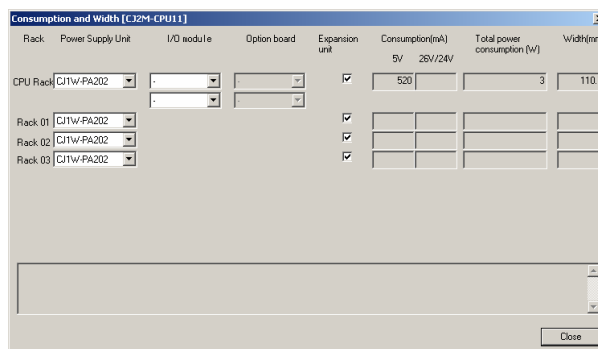 Consumption and Width [CJ2M-CPU11]
Rack Power Supply Unit I/O module Option board Expansion unit Consumption(mA) Total power consumption (W) Width(mm
5V 26V/24V
CPU Rack CJ1W-PA202 - - 520 3 110.
- -
Rack 01 CJ1W-PA202
Rack 02 CJ1W-PA202
Rack 03 CJ1W-PA202
Close